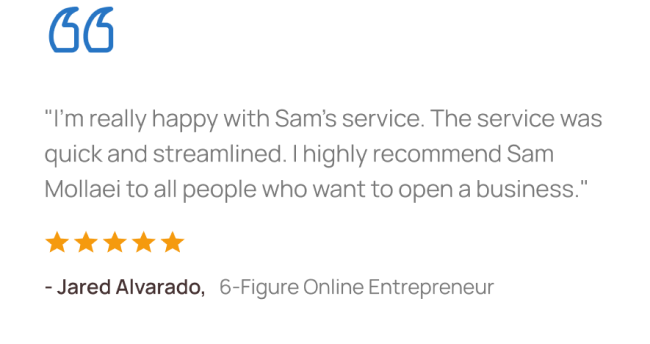 "I'm really happy with Sam's service. The service was
quick and streamlined. I highly recommend Sam
Mollaei to all people who want to open a business."
- Jared Alvarado, 6-Figure Online Entrepreneur